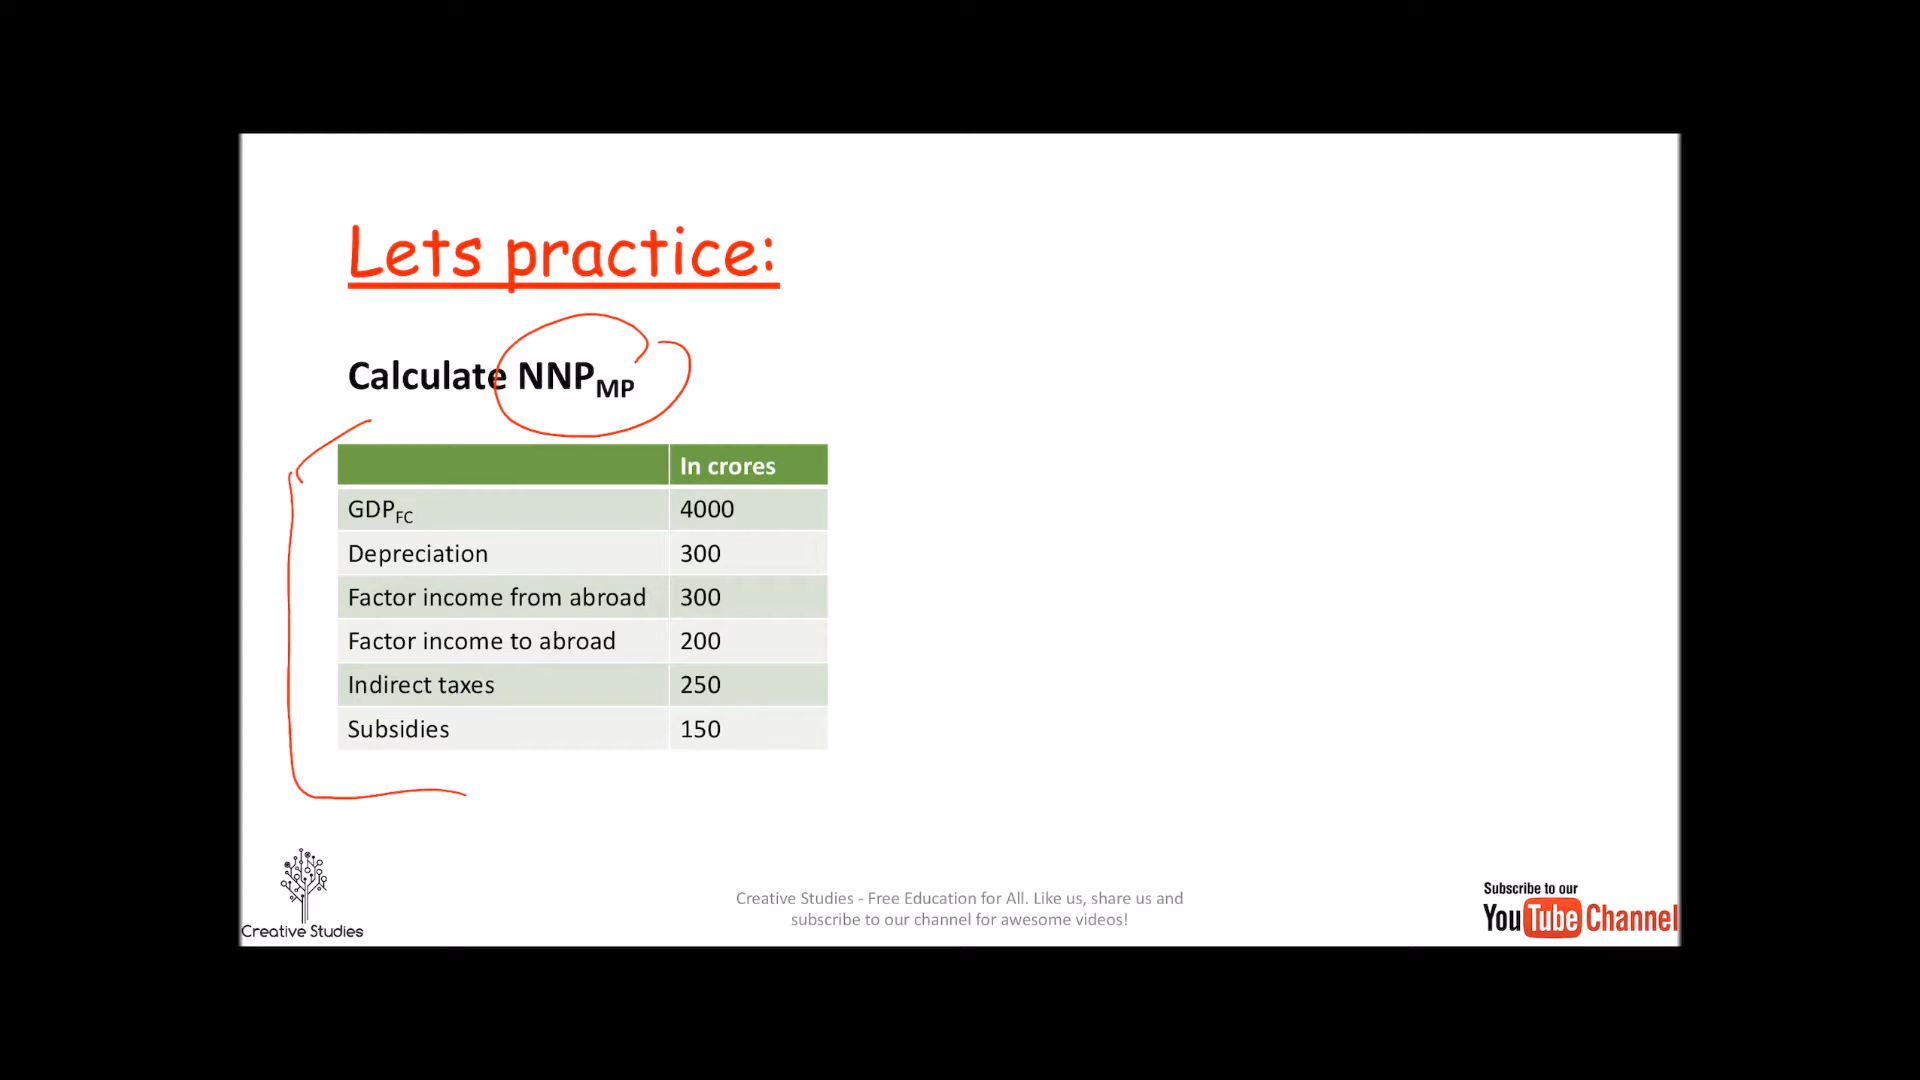 Lets practice:
Calculate NNPMP
In crores
GDPFC 4000
Depreciation 300
Factor income from abroad 300
Factor income to abroad 200
Indirect taxes 250
Subsidies 150
Creative Studies
Creative Studies - Free Education for All. Like us, share us and
subscribe to our channel for awesome videos!
Subscribe to our
YouTube Channel